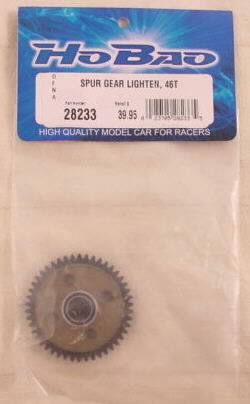 HOBAO
OFNA
SPUR GEAR LIGHTEN, 46T
Part Number
Retail $
28233
39.95
HIGH QUALITY MODEL CAR FOR RACERS